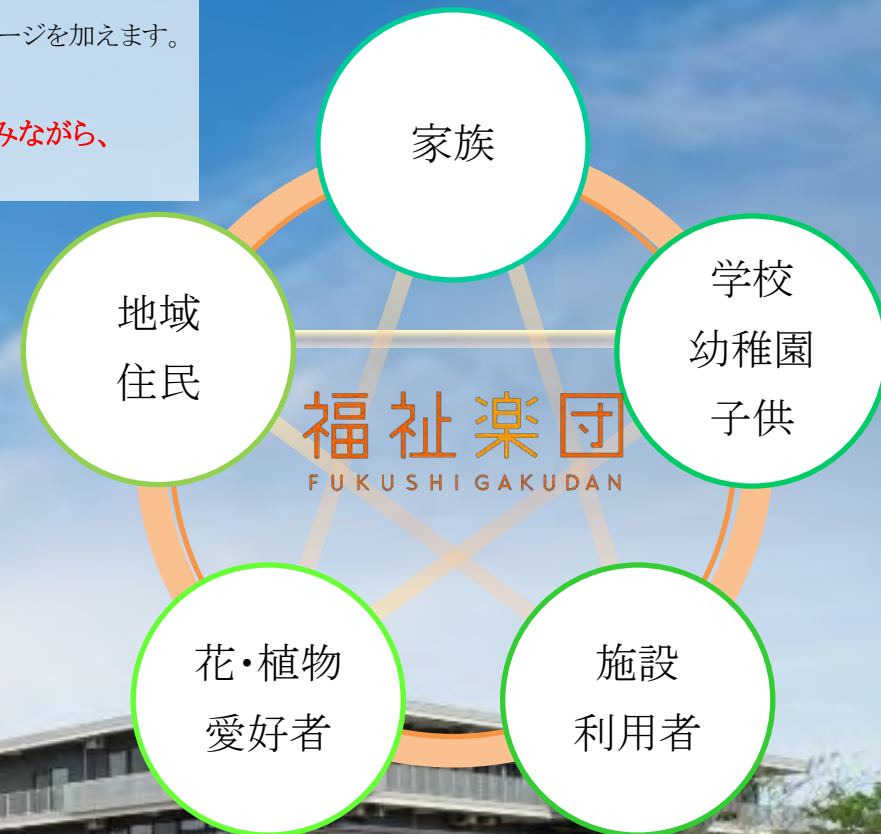 ージを加えます。
みながら、
家族
地域
住民
学校
幼稚園
子供
福祉楽団
FUKUSHI GAKUDAN
花・植物
愛好者
施設
利用者